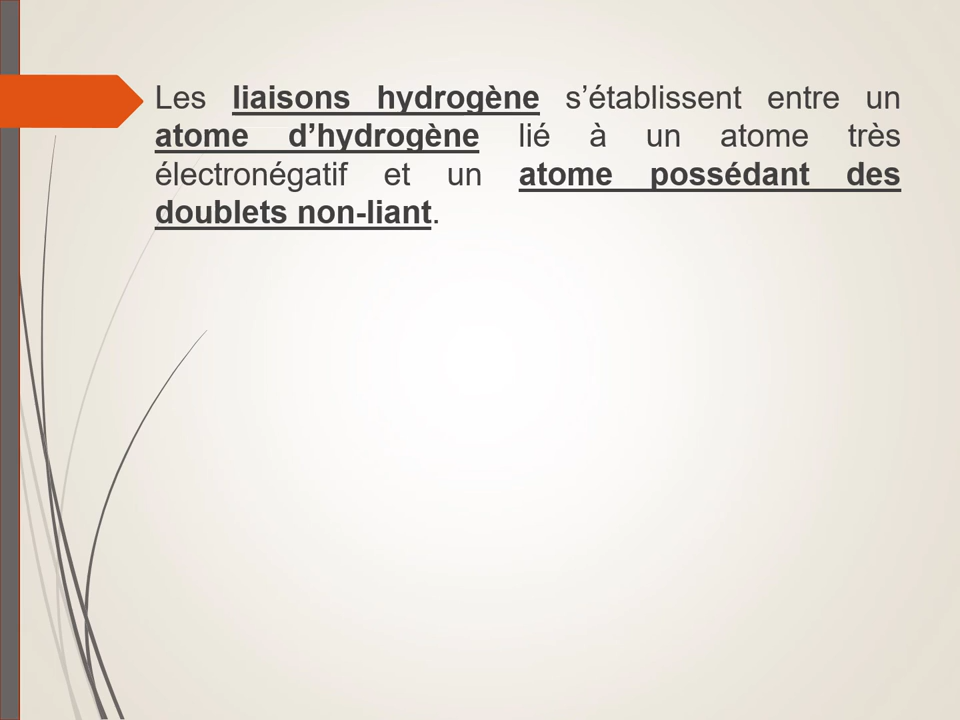 Les liaisons hydrogène s’établissent entre un
atome d’hydrogène lié à un atome très
électronégatif et un atome possédant des
doublets non-liant.